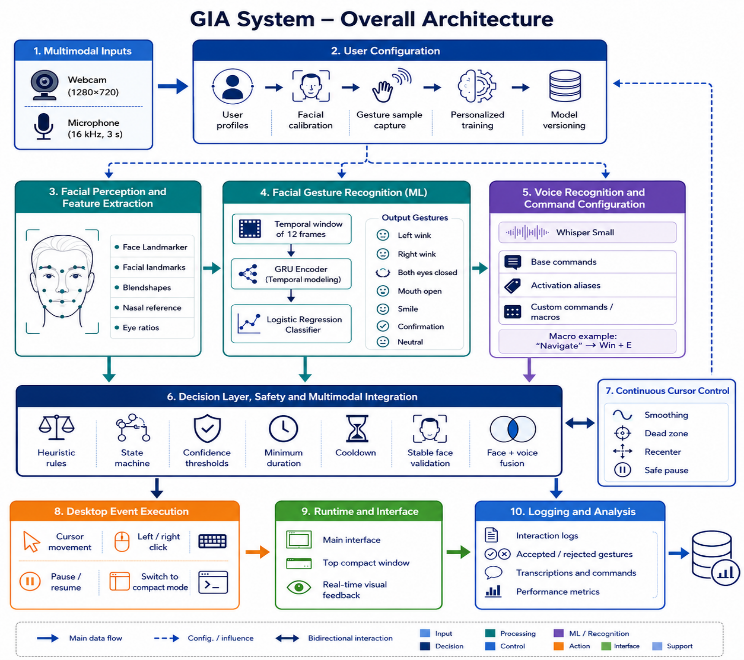 GIA System – Overall Architecture
1. Multimodal Inputs
Webcam
(1280×720)
Microphone
(16 kHz, 3 s)
2. User Configuration
User
profiles
Facial
calibration
Gesture sample
capture
Personalized
training
Model
versioning
3. Facial Perception and
Feature Extraction
Face Landmarker
Facial landmarks
Blendshapes
Nasal reference
Eye ratios
4. Facial Gesture Recognition (ML)
Temporal window
of 12 frames
GRU Encoder
(Temporal modeling)
Logistic Regression
Classifier
Output Gestures
Left wink
Right wink
Both eyes closed
Mouth open
Smile
Confirmation
Neutral
5. Voice Recognition and
Command Configuration
Whisper Small
Base commands
Activation aliases
Custom commands /
macros
Macro example:
"Navigate" → Win + E
6. Decision Layer, Safety and Multimodal Integration
Heuristic
rules
State
machine
Confidence
thresholds
Minimum
duration
Cooldown
Stable face
validation
Face + voice
fusion
7. Continuous Cursor Control
Smoothing
Dead zone
Recenter
Safe pause
8. Desktop Event Execution
Cursor
movement
Left / right
click
Pause /
resume
Switch to
compact mode
9. Runtime and Interface
Main interface
Top compact window
Real-time visual
feedback
10. Logging and Analysis
Interaction logs
Accepted / rejected gestures
Transcriptions and commands
Performance metrics
Main data flow
Config. / influence
Bidirectional interaction
Input
Processing
ML / Recognition
Decision
Control
Action
Interface
Support